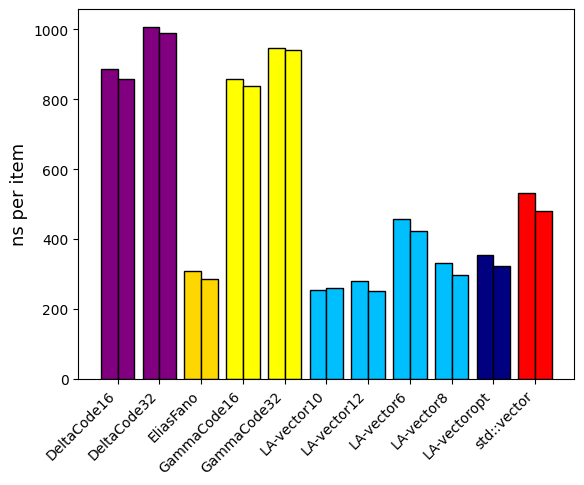 ns per item
1000
800
600
400
200
0
DeltaCode16
DeltaCode32
EliasFano
GammaCode16
GammaCode32
LA-vector10
LA-vector12
LA-vector6
LA-vector8
LA-vectoropt
std::vector